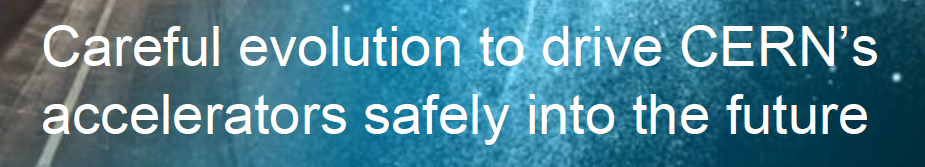 Careful evolution to drive CERN’s
accelerators safely into the future